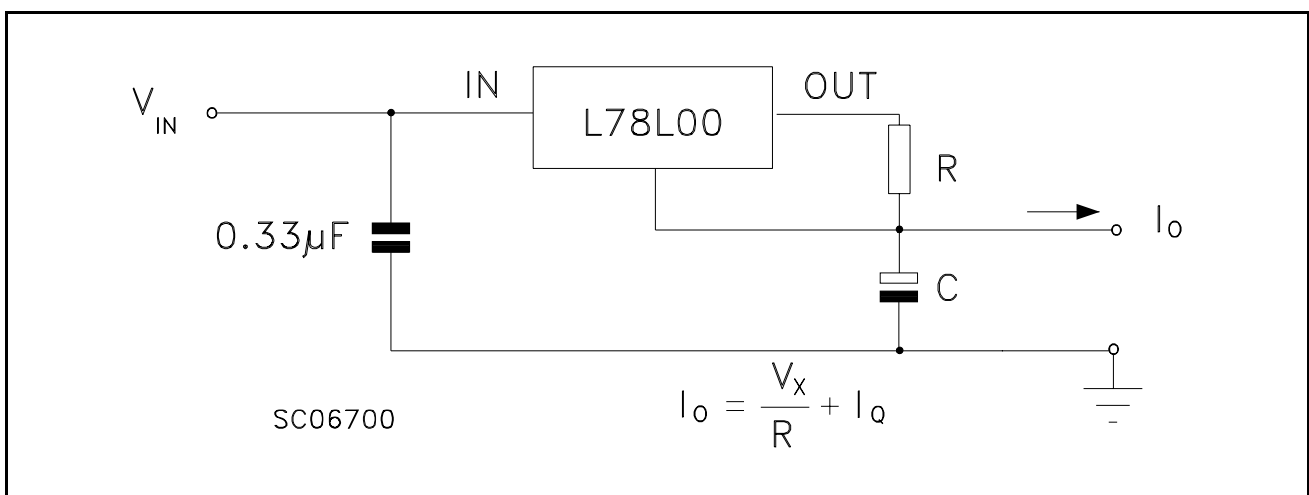 V_IN
IN
L78L00
OUT
R
0.33μF
I_O
C
I_O = V_X/R + I_Q
SC06700